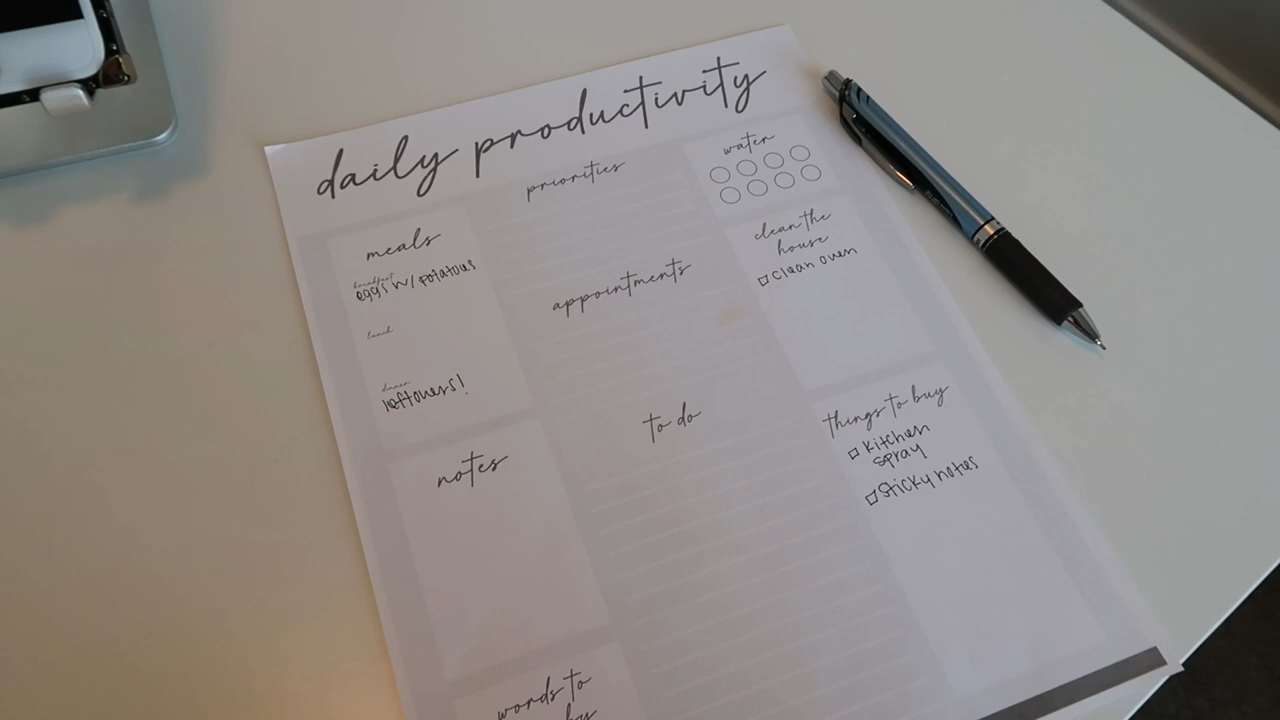 daily productivity
meals
breakfast
eggs w/ potatoes
lunch
dinner
leftovers!
notes
words to
by
priorities
appointments
to do
water
clean the
house
clean oven
things to buy
kitchen
spray
sticky notes